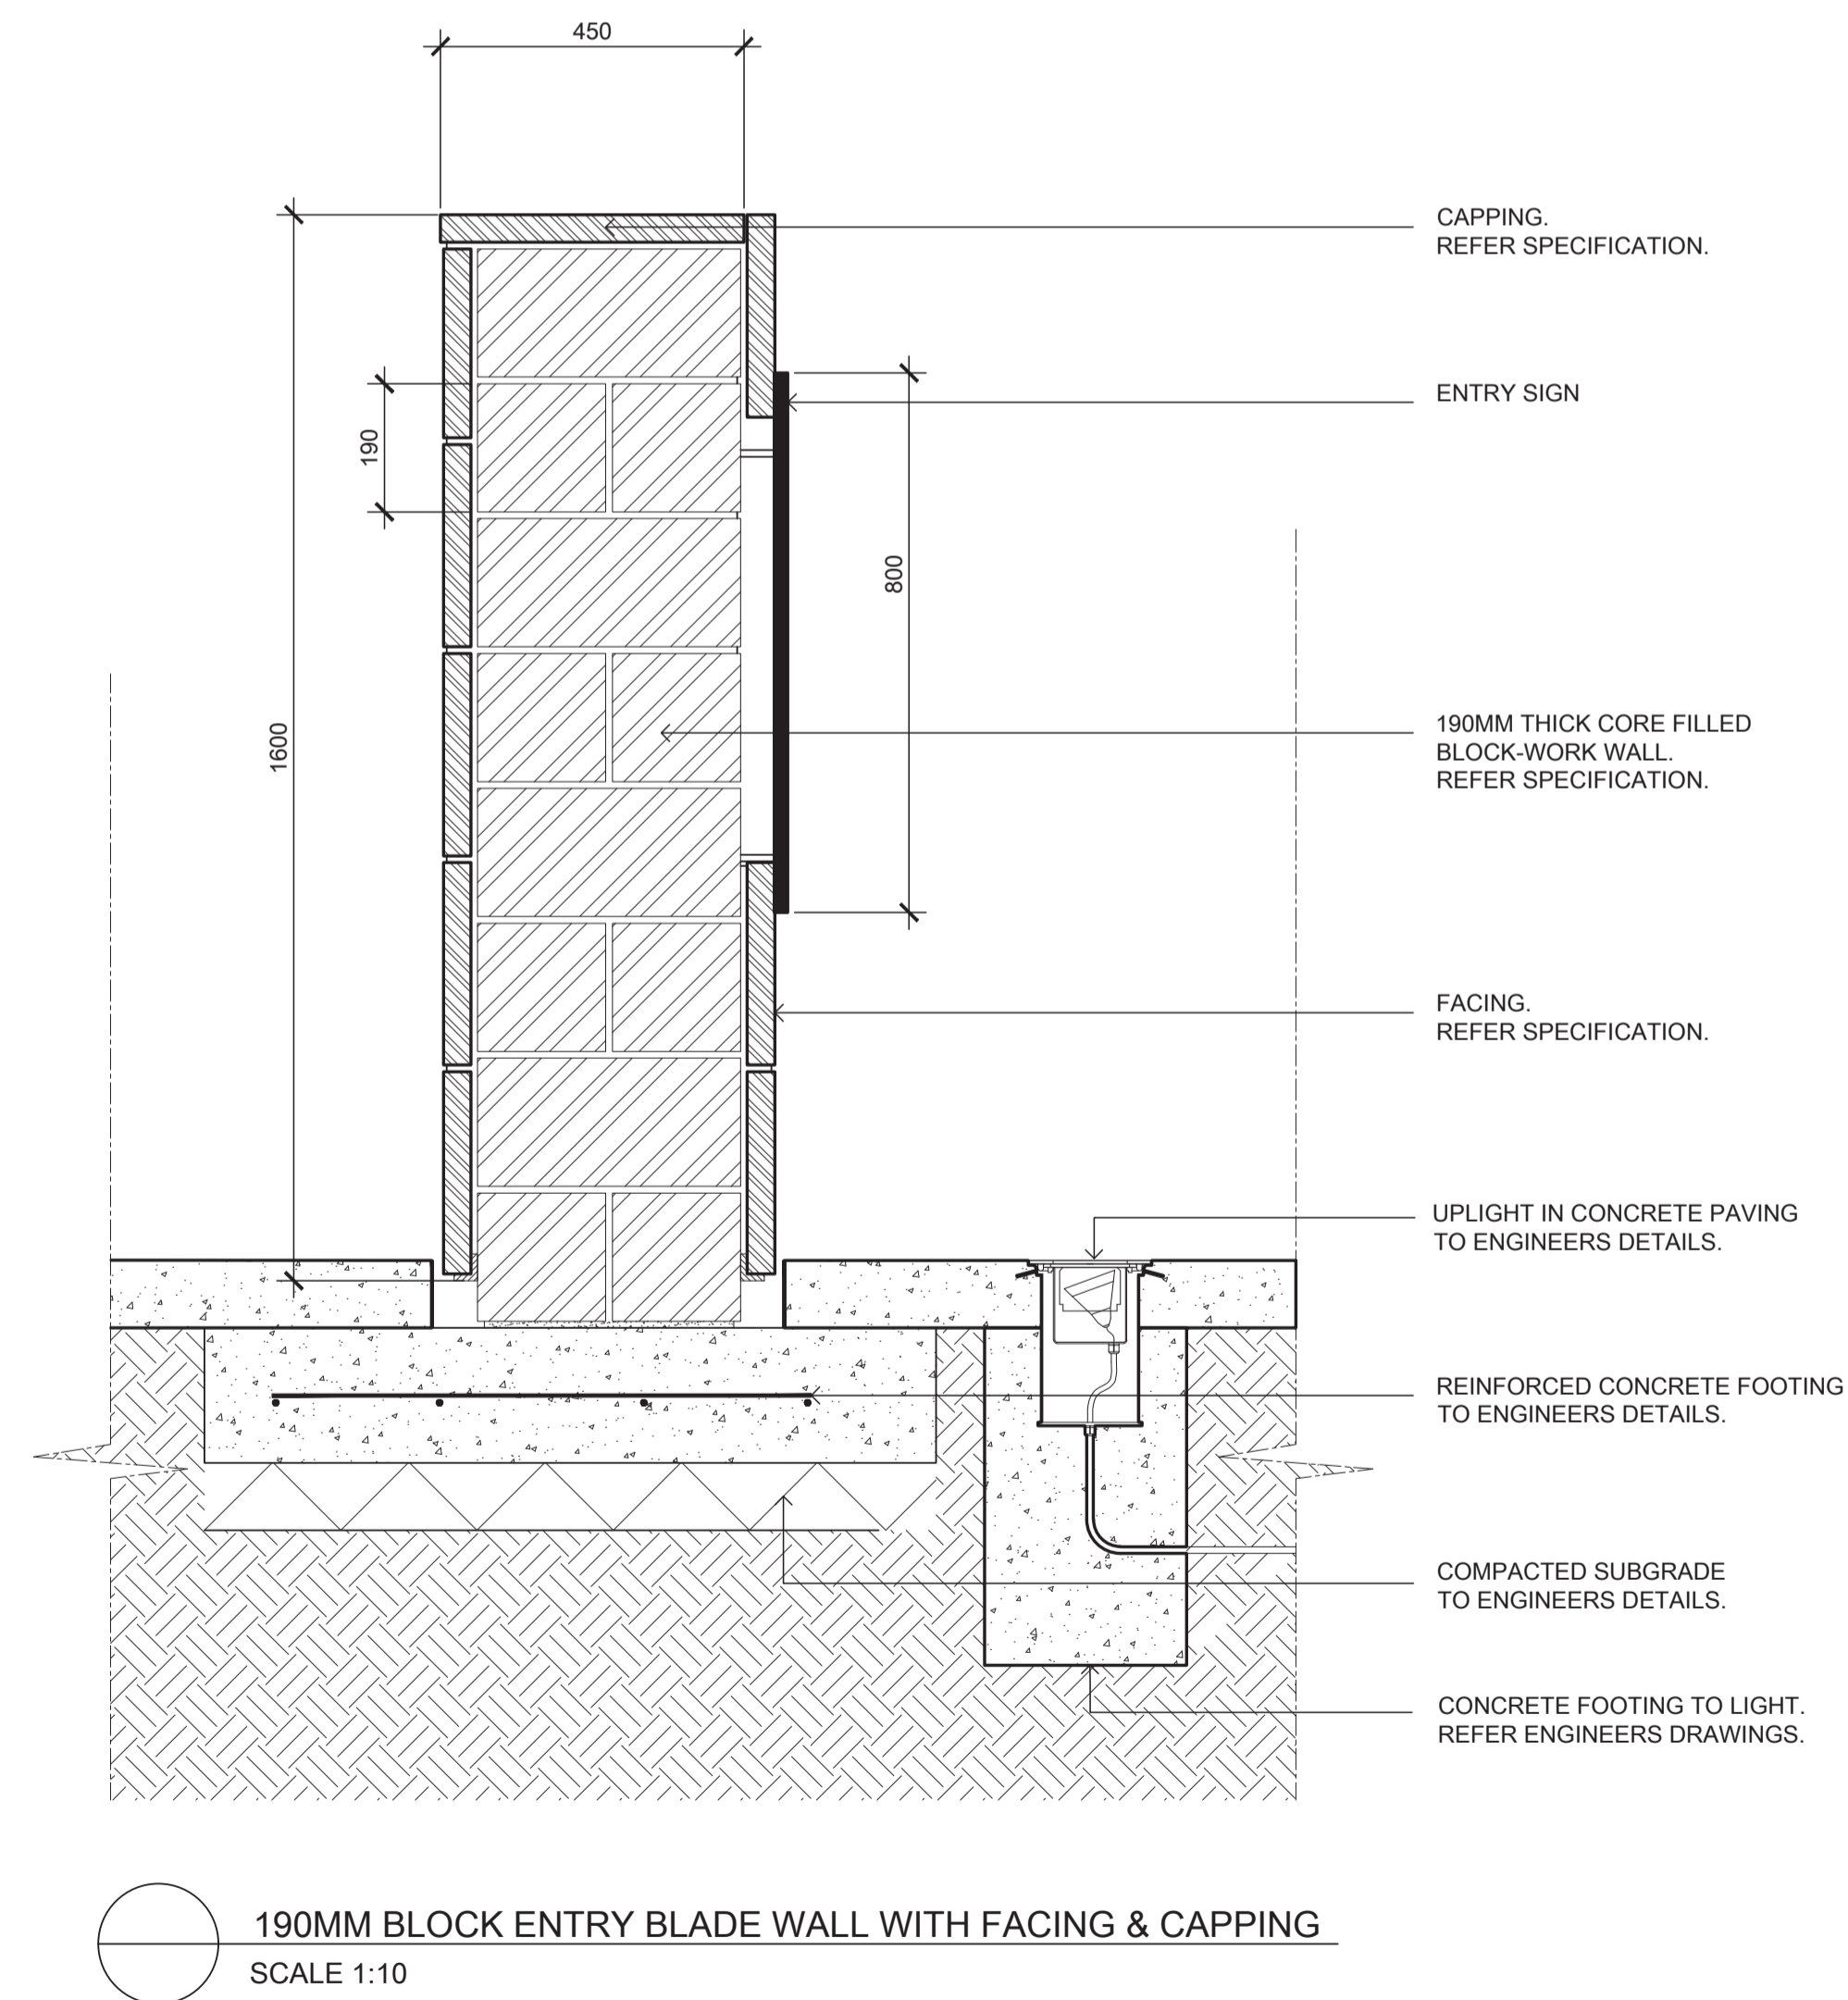 450
CAPPING.
REFER SPECIFICATION.
ENTRY SIGN
190
800
1600
190MM THICK CORE FILLED
BLOCK-WORK WALL.
REFER SPECIFICATION.
FACING.
REFER SPECIFICATION.
UPLIGHT IN CONCRETE PAVING
TO ENGINEERS DETAILS.
REINFORCED CONCRETE FOOTING
TO ENGINEERS DETAILS.
COMPACTED SUBGRADE
TO ENGINEERS DETAILS.
CONCRETE FOOTING TO LIGHT.
REFER ENGINEERS DRAWINGS.
190MM BLOCK ENTRY BLADE WALL WITH FACING & CAPPING
SCALE 1:10